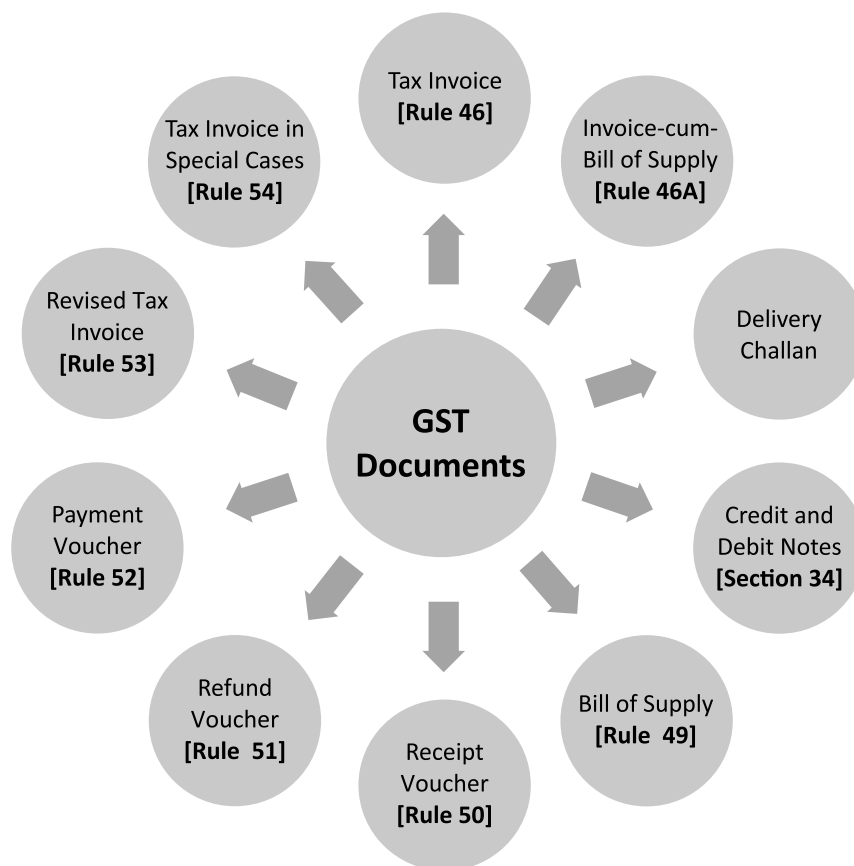 GST
Documents
Tax Invoice
[Rule 46]
Invoice-cum-
Bill of Supply
[Rule 46A]
Delivery
Challan
Credit and
Debit Notes
[Section 34]
Bill of Supply
[Rule  49]
Receipt
Voucher
[Rule 50]
Refund
Voucher
[Rule  51]
Payment
Voucher
[Rule 52]
Revised Tax
Invoice
[Rule 53]
Tax Invoice in
Special Cases
[Rule 54]